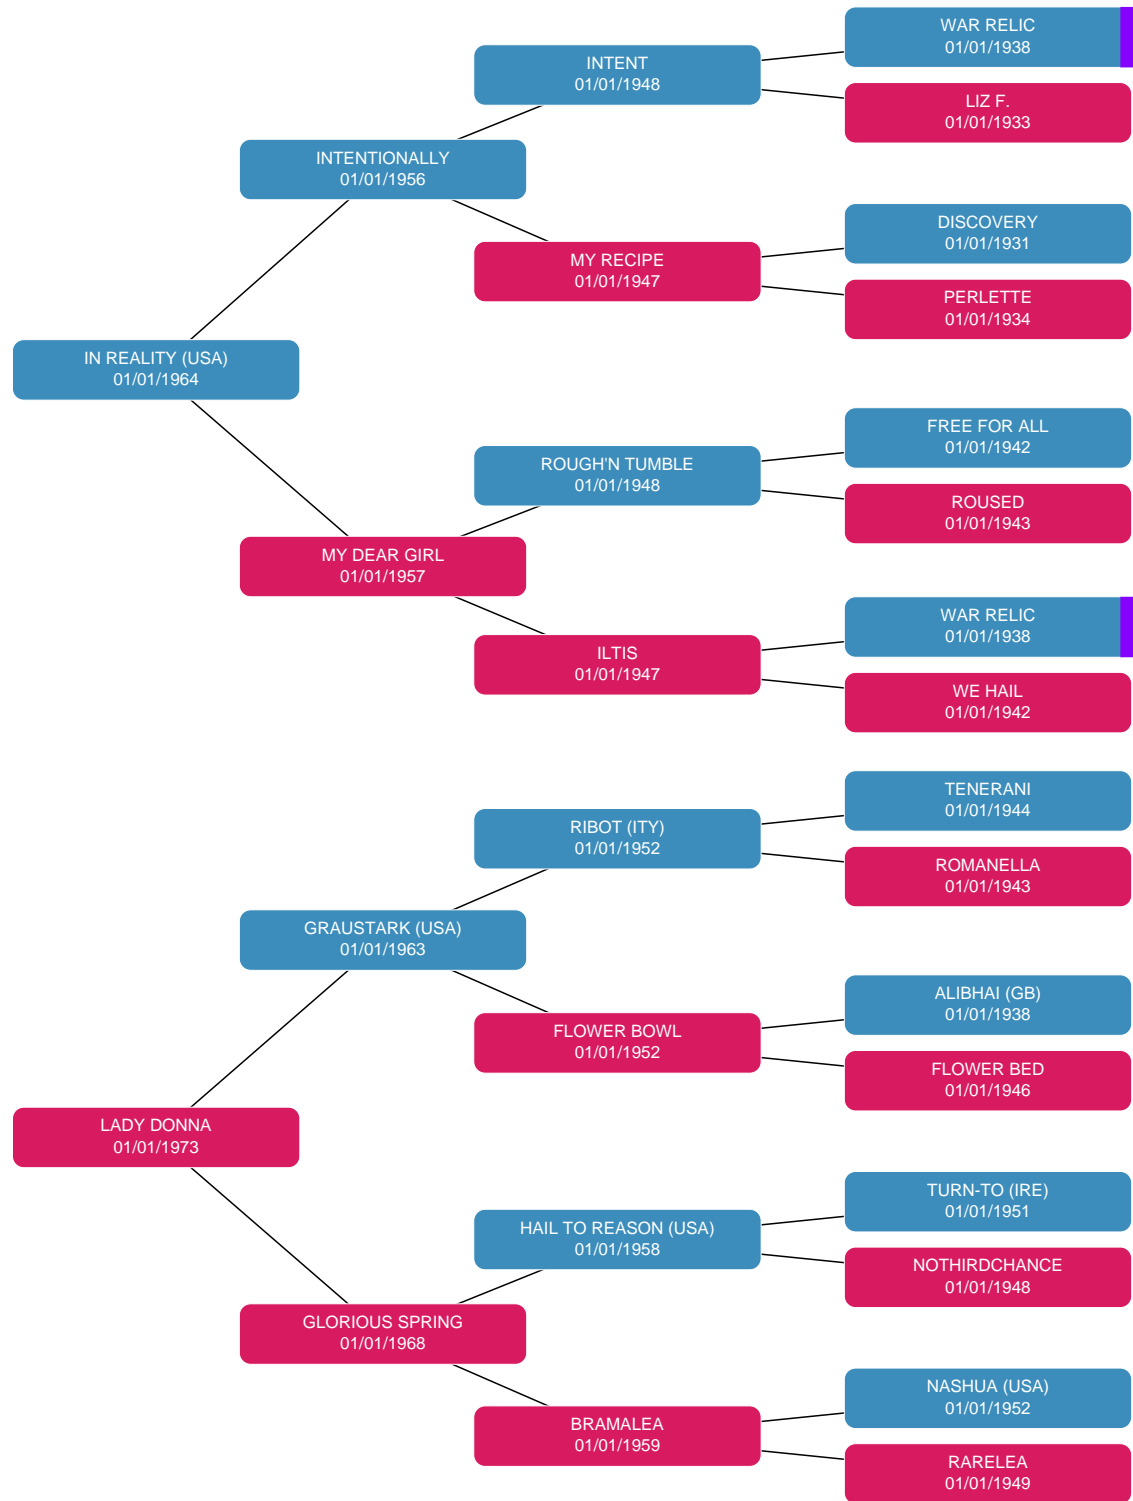 WAR RELIC
01/01/1938
INTENT
01/01/1948
LIZ F.
01/01/1933
INTENTIONALLY
01/01/1956
DISCOVERY
01/01/1931
MY RECIPE
01/01/1947
PERLETTE
01/01/1934
IN REALITY (USA)
01/01/1964
FREE FOR ALL
01/01/1942
ROUGH'N TUMBLE
01/01/1948
ROUSED
01/01/1943
MY DEAR GIRL
01/01/1957
WAR RELIC
01/01/1938
ILTIS
01/01/1947
WE HAIL
01/01/1942
TENERANI
01/01/1944
RIBOT (ITY)
01/01/1952
ROMANELLA
01/01/1943
GRAUSTARK (USA)
01/01/1963
ALIBHAI (GB)
01/01/1938
FLOWER BOWL
01/01/1952
FLOWER BED
01/01/1946
LADY DONNA
01/01/1973
TURN-TO (IRE)
01/01/1951
HAIL TO REASON (USA)
01/01/1958
NOTHIRDCHANCE
01/01/1948
GLORIOUS SPRING
01/01/1968
NASHUA (USA)
01/01/1952
BRAMALEA
01/01/1959
RARELEA
01/01/1949